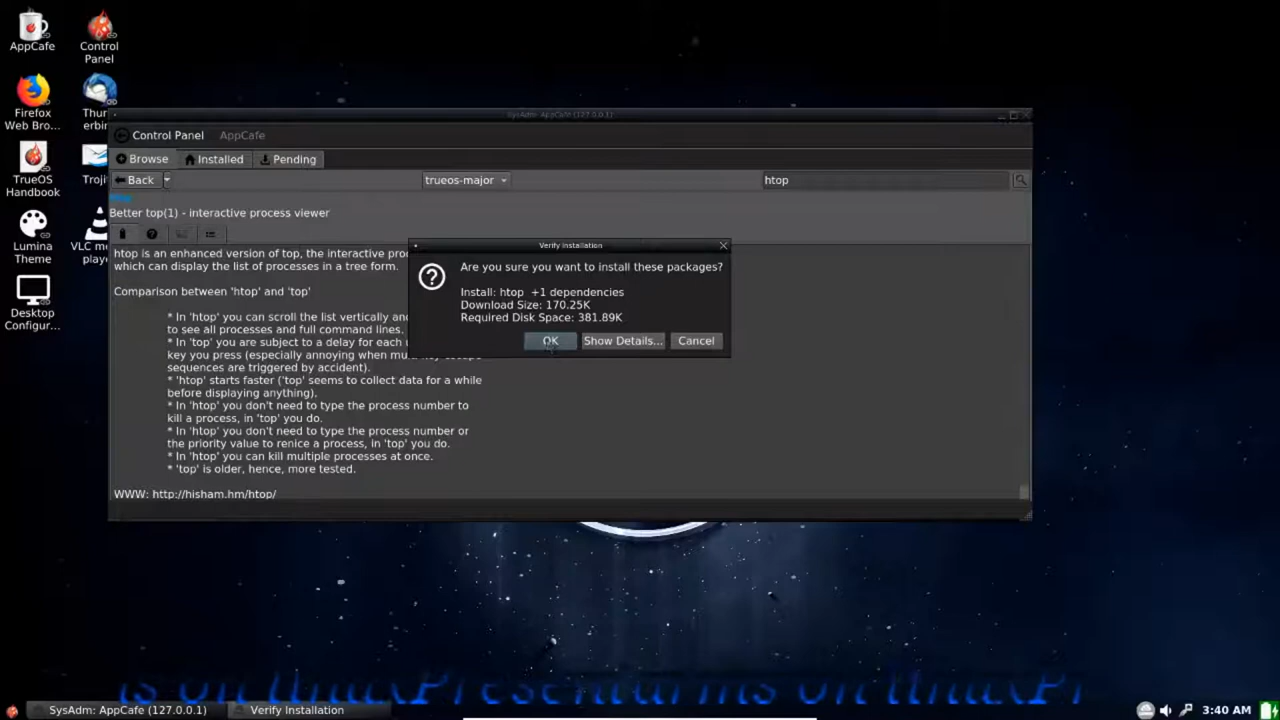 AppCafe
Control
Panel
Firefox
Web Bro...
Thun
erbir
TrueOS
Handbook
Troji
Lumina
Theme
VLC me
playe
Desktop
Configur...
SysAdm: AppCafe (127.0.0.1)
Control Panel AppCafe
Browse Installed Pending
Back trueos-major htop
Better top(1) - interactive process viewer
htop is an enhanced version of top, the interactive proc
which can display the list of processes in a tree form.
Comparison between 'htop' and 'top'
* In 'htop' you can scroll the list vertically and
to see all processes and full command lines.
* In 'top' you are subject to a delay for each
key you press (especially annoying when multi-key escape
sequences are triggered by accident).
* 'htop' starts faster ('top' seems to collect data for a while
before displaying anything).
* In 'htop' you don't need to type the process number to
kill a process, in 'top' you do.
* In 'htop' you don't need to type the process number or
the priority value to renice a process, in 'top' you do.
* In 'htop' you can kill multiple processes at once.
* 'top' is older, hence, more tested.
WWW: http://hisham.hm/htop/
Verify Installation
Are you sure you want to install these packages?
Install: htop +1 dependencies
Download Size: 170.25K
Required Disk Space: 381.89K
OK Show Details... Cancel
SysAdm: AppCafe (127.0.0.1) Verify Installation 3:40 AM